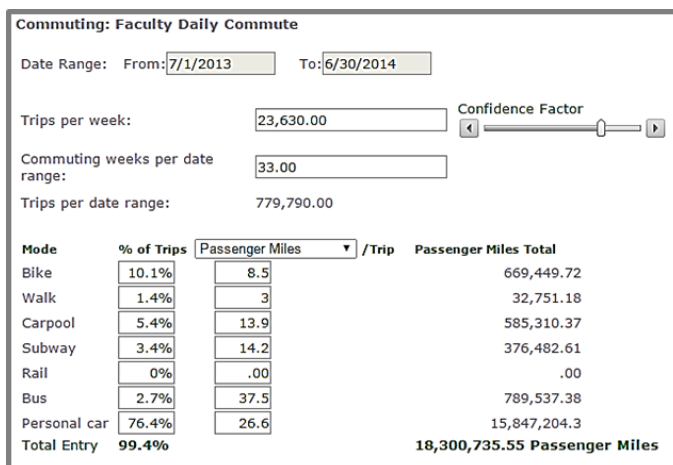 Commuting: Faculty Daily Commute
Date Range: From: 7/1/2013 To: 6/30/2014
Confidence Factor
Trips per week: 23,630.00
Commuting weeks per date
range: 33.00
Trips per date range: 779,790.00
Mode % of Trips Passenger Miles /Trip Passenger Miles Total
Bike 10.1% 8.5 669,449.72
Walk 1.4% 3 32,751.18
Carpool 5.4% 13.9 585,310.37
Subway 3.4% 14.2 376,482.61
Rail 0% .00 .00
Bus 2.7% 37.5 789,537.38
Personal car 76.4% 26.6 15,847,204.3
Total Entry 99.4% 18,300,735.55 Passenger Miles